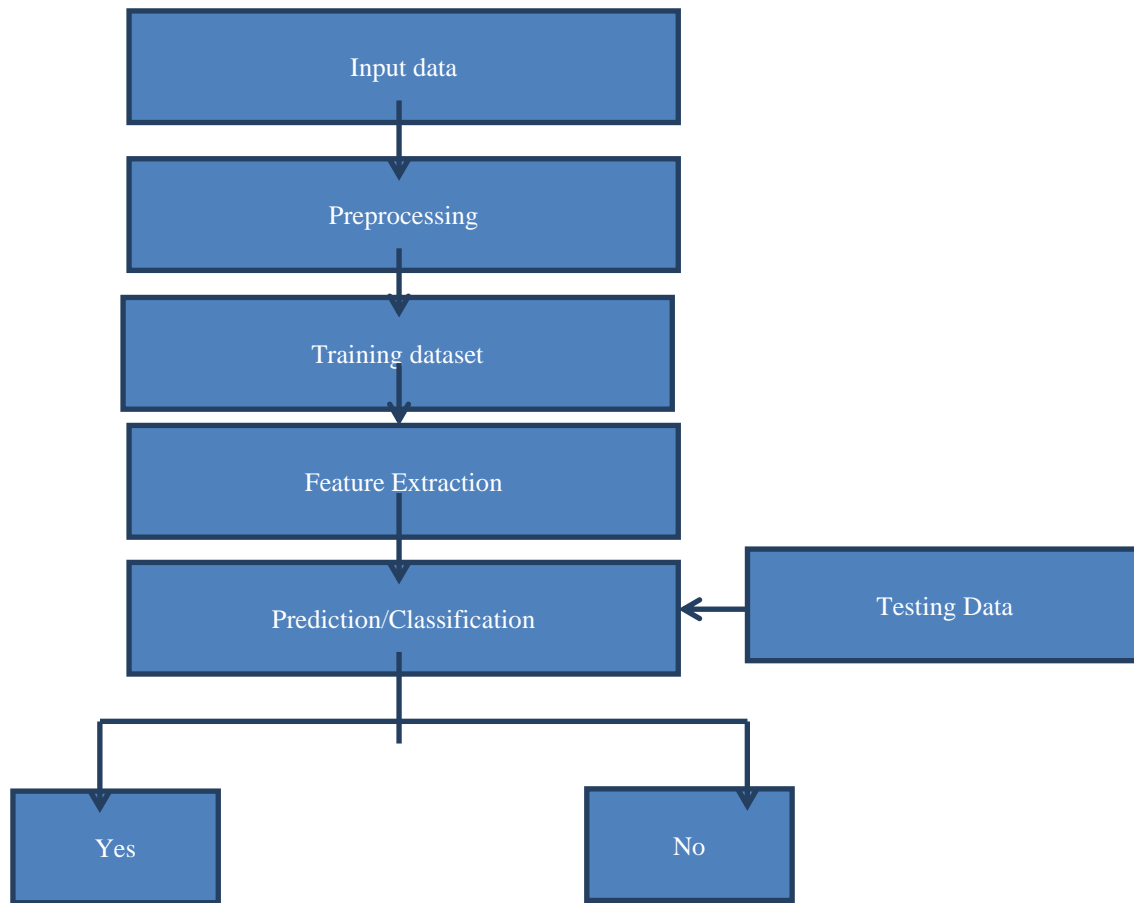 Input data
Preprocessing
Training dataset
Feature Extraction
Prediction/Classification
Testing Data
Yes
No